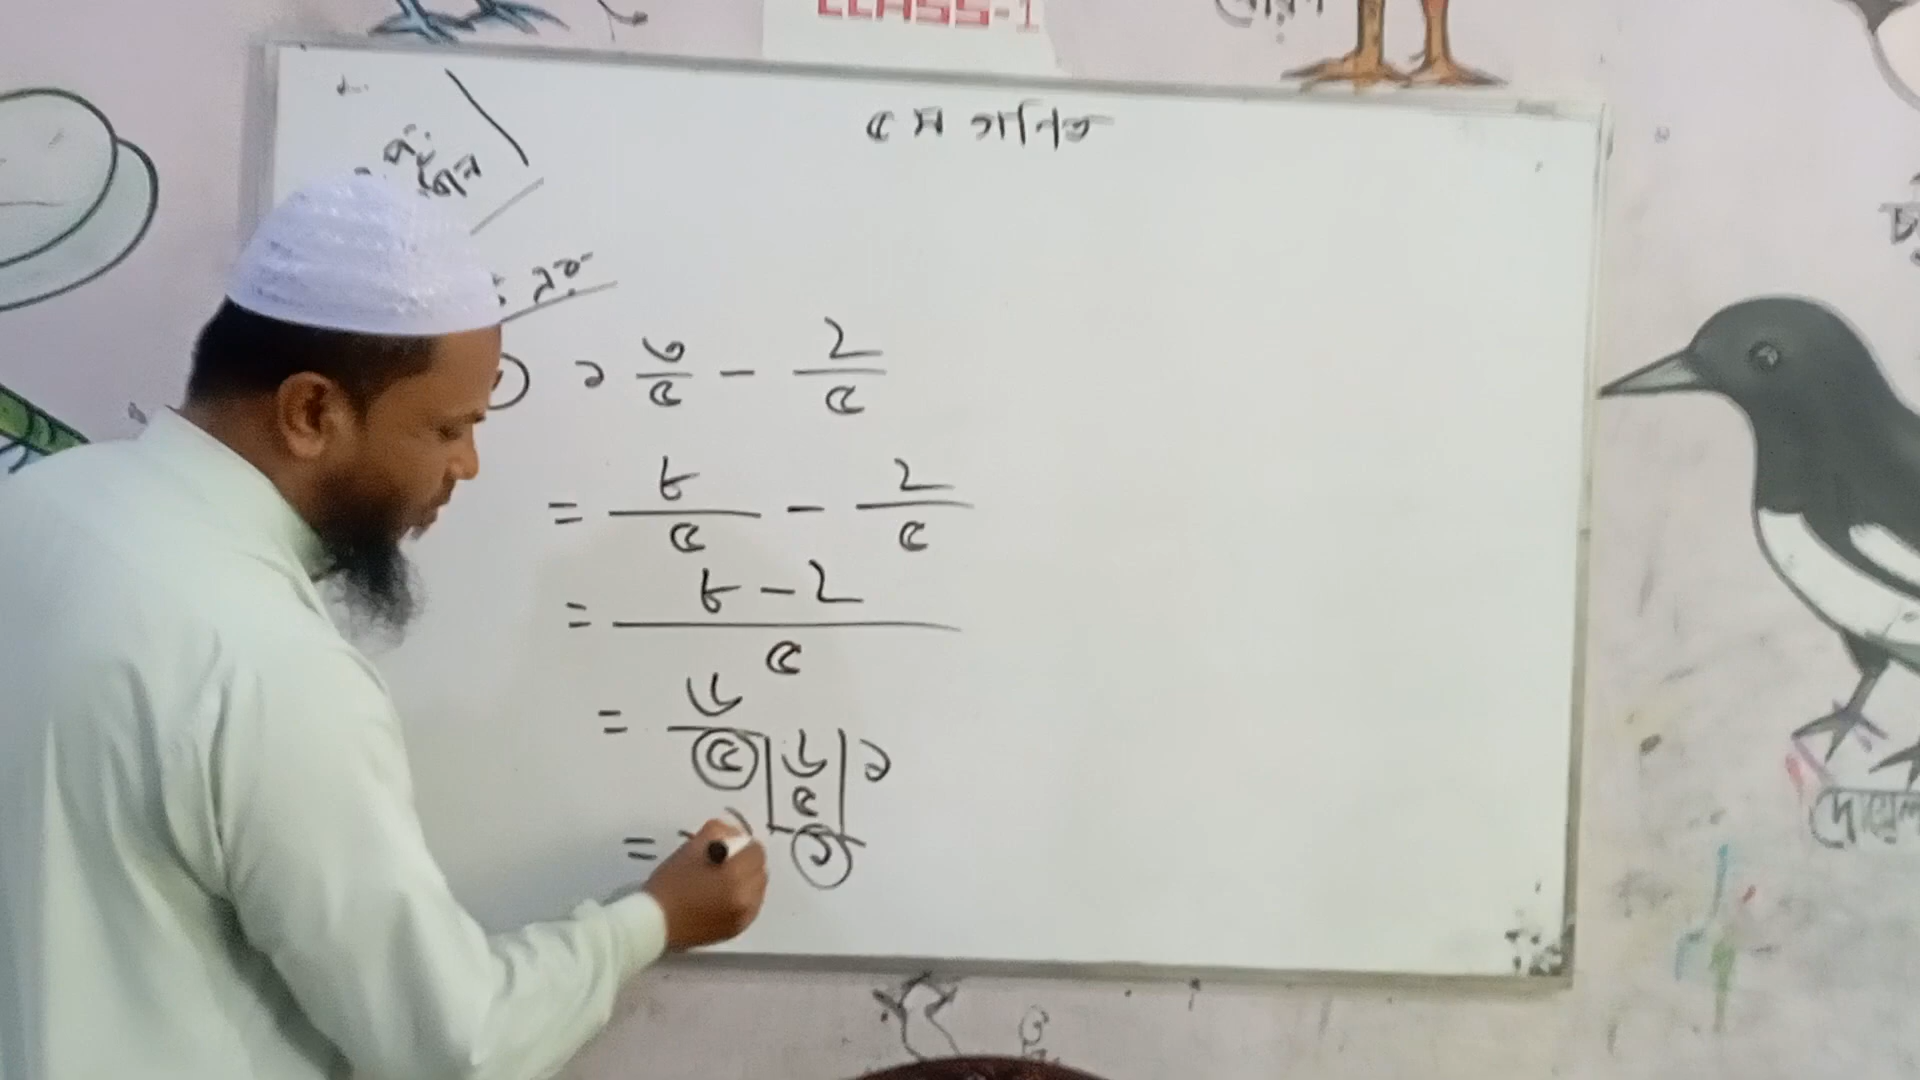 CLASS-1
৫ম গনিত
১ ৩/৫ - ২/৫
= ৮/৫ - ২/৫
= ৮-২/৫
= ৬/৫
৫|৬|১
৫
১
=
দোয়েল